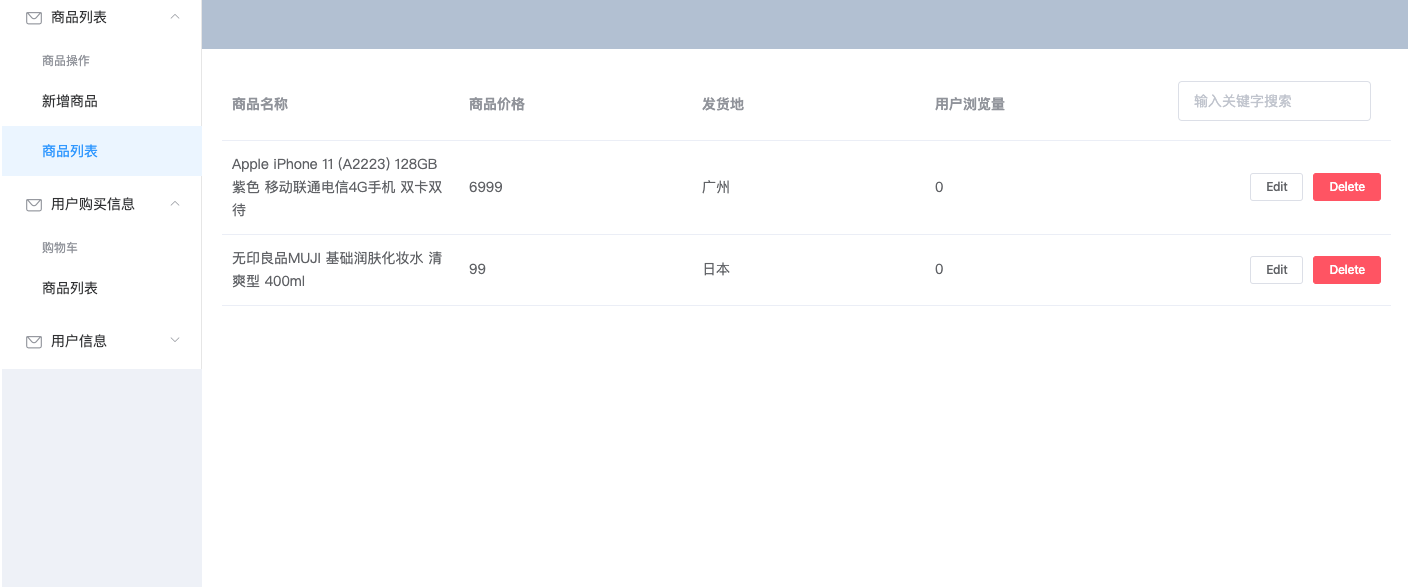 商品列表
商品操作
新增商品
商品列表
用户购买信息
购物车
商品列表
用户信息
商品名称 商品价格 发货地 用户浏览量 输入关键字搜索
Apple iPhone 11 (A2223) 128GB
紫色 移动联通电信4G手机 双卡双
待
6999 广州 0 Edit Delete
无印良品MUJI 基础润肤化妆水 清
爽型 400ml
99 日本 0 Edit Delete